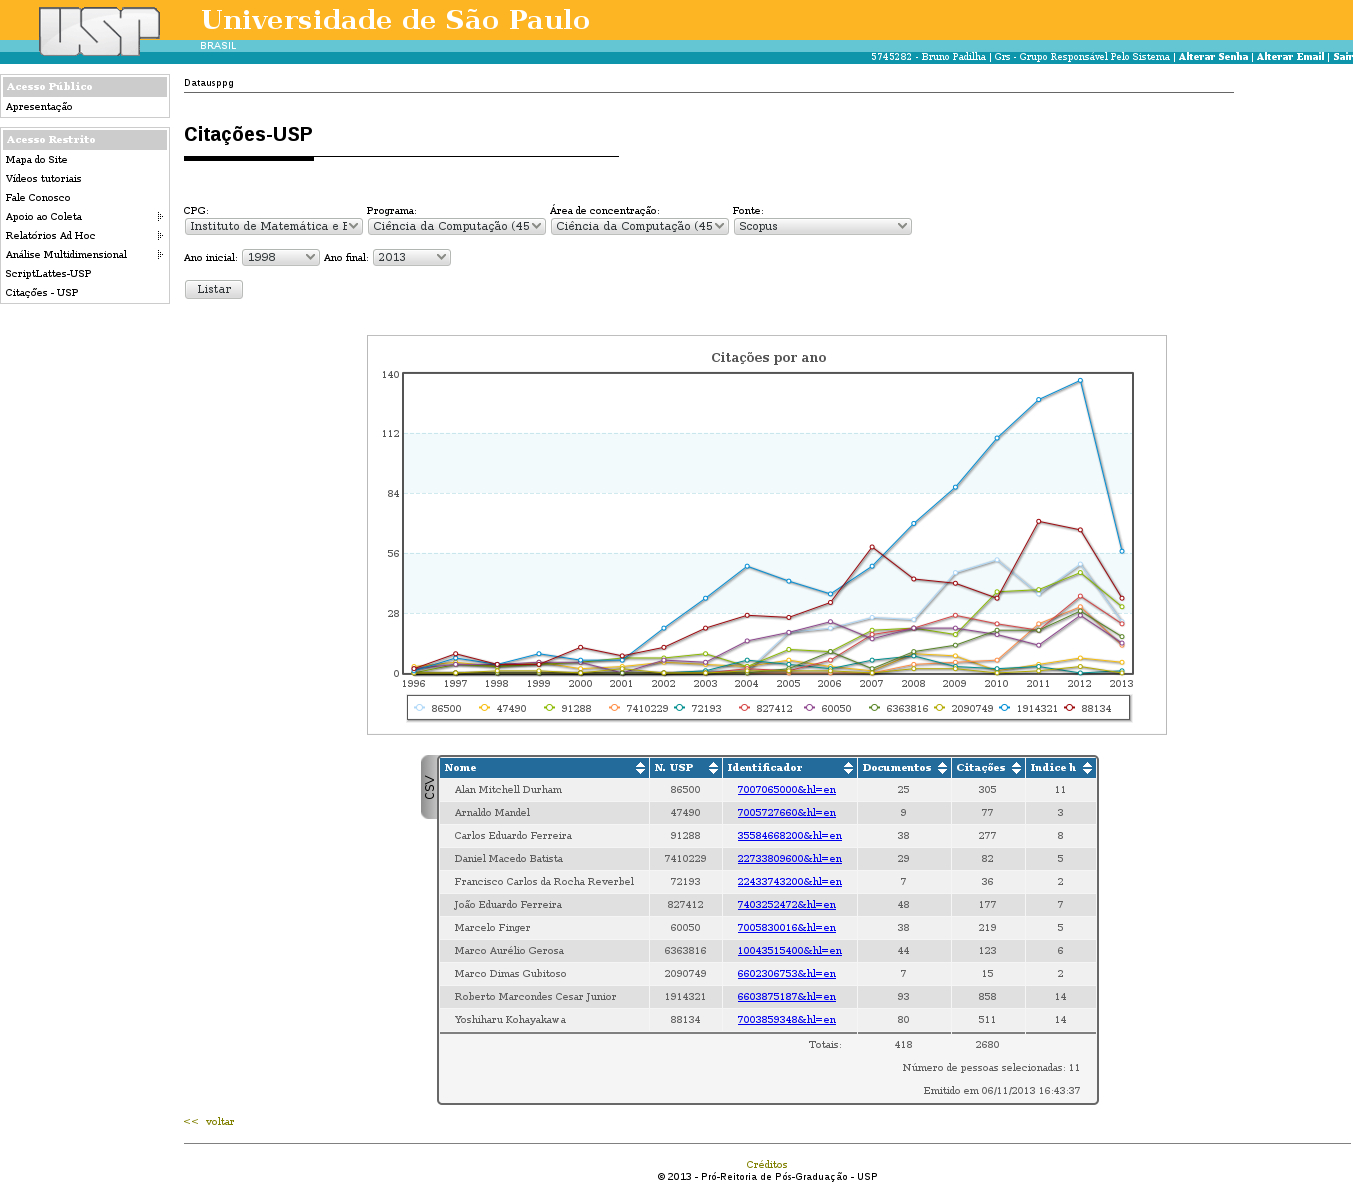 USP
Universidade de São Paulo
BRASIL
5745282 - Bruno Padilha | Grs - Grupo Responsável Pelo Sistema | Alterar Senha | Alterar Email | Sair
Acesso Público
Apresentação
Acesso Restrito
Mapa do Site
Vídeos tutoriais
Fale Conosco
Apoio ao Coleta
Relatórios Ad Hoc
Análise Multidimensional
ScriptLattes-USP
Citações - USP
Datausppg
Citações-USP
CPG: Programa: Área de concentração: Fonte:
Instituto de Matemática e E Ciência da Computação (45 Ciência da Computação (45 Scopus
Ano inicial: 1998 Ano final: 2013
Listar
Citações por ano
140
112
84
56
28
0
1996 1997 1998 1999 2000 2001 2002 2003 2004 2005 2006 2007 2008 2009 2010 2011 2012 2013
86500 47490 91288 7410229 72193 827412 60050 6363816 2090749 1914321 88134
CSV
Nome N. USP Identificador Documentos Citações Indice h
Alan Mitchell Durham 86500 7007065000&hl=en 25 305 11
Arnaldo Mandel 47490 7005727660&hl=en 9 77 3
Carlos Eduardo Ferreira 91288 35584668200&hl=en 38 277 8
Daniel Macedo Batista 7410229 22733809600&hl=en 29 82 5
Francisco Carlos da Rocha Reverbel 72193 22433743200&hl=en 7 36 2
João Eduardo Ferreira 827412 7403252472&hl=en 48 177 7
Marcelo Finger 60050 7005830016&hl=en 38 219 5
Marco Aurélio Gerosa 6363816 10043515400&hl=en 44 123 6
Marco Dimas Gubitoso 2090749 6602306753&hl=en 7 15 2
Roberto Marcondes Cesar Junior 1914321 6603875187&hl=en 93 858 14
Yoshiharu Kohayakawa 88134 7003859348&hl=en 80 511 14
Totais: 418 2680
Número de pessoas selecionadas: 11
Emitido em 06/11/2013 16:43:37
<< voltar
Créditos
© 2013 - Pró-Reitoria de Pós-Graduação - USP